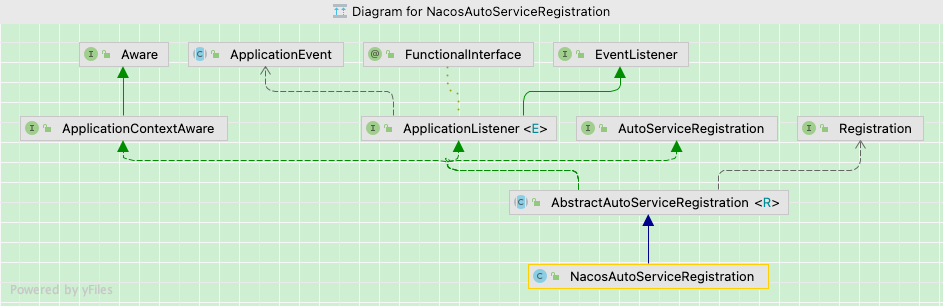 Diagram for NacosAutoServiceRegistration
I Aware
C ApplicationEvent
@ FunctionalInterface
I EventListener
I ApplicationContextAware
I ApplicationListener <E>
I AutoServiceRegistration
I Registration
C AbstractAutoServiceRegistration <R>
C NacosAutoServiceRegistration
Powered by yFiles